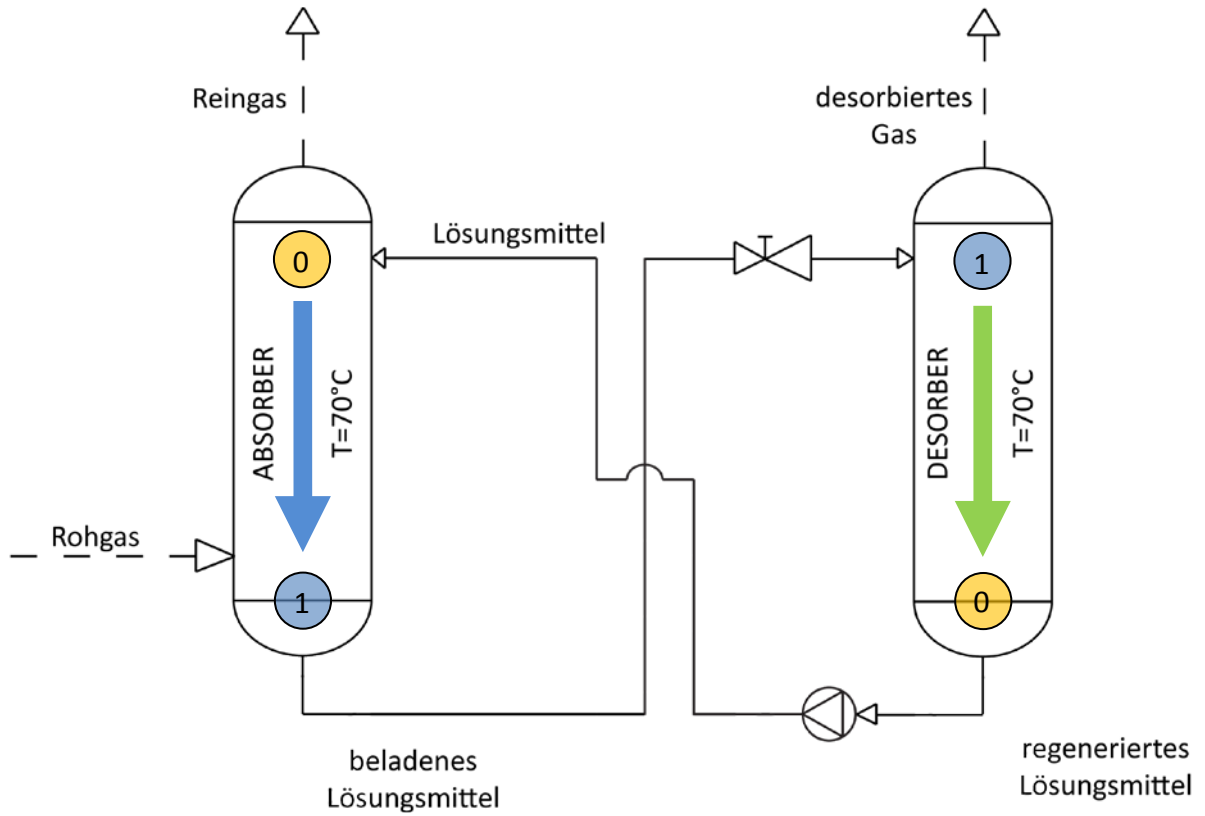 Reingas
desorbiertes
Gas
Lösungsmittel
0
1
ABSORBER
T=70°C
DESORBER
T=70°C
Rohgas
1
0
beladenes
Lösungsmittel
regeneriertes
Lösungsmittel